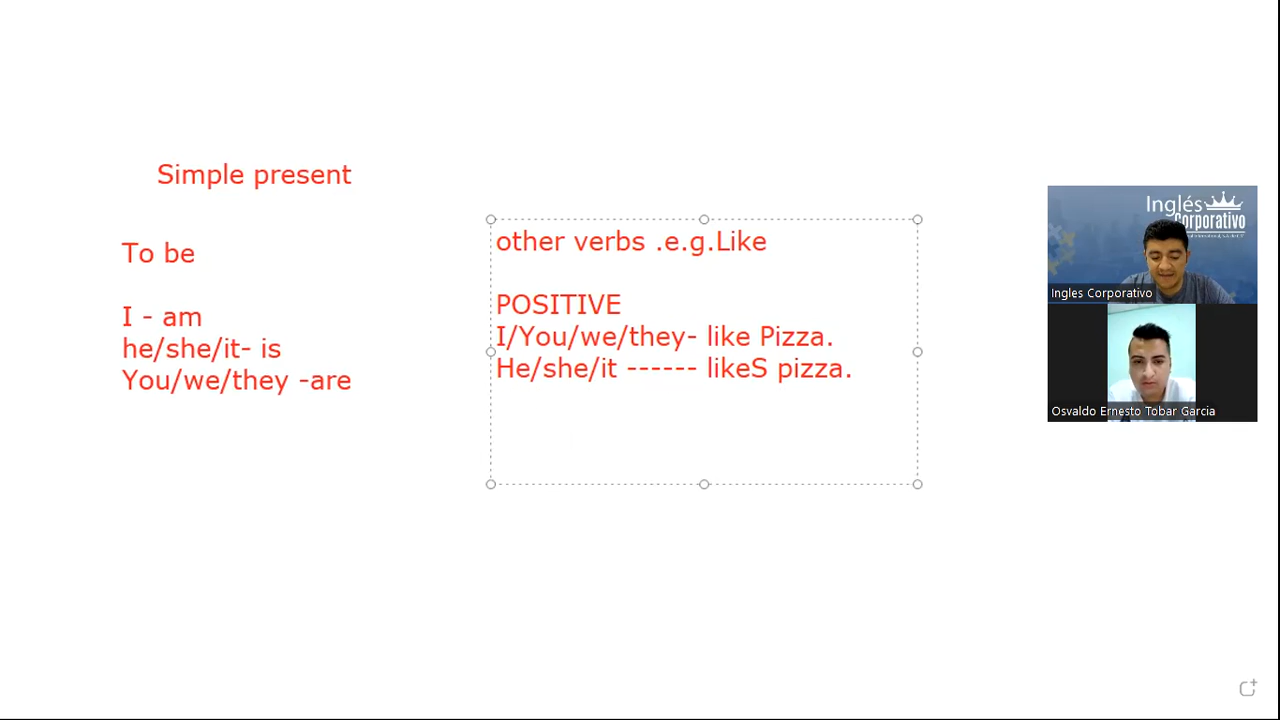 Simple present
To be
I - am
he/she/it- is
You/we/they -are
other verbs .e.g.Like
POSITIVE
I/You/we/they- like Pizza.
He/she/it ------ likeS pizza.
Inglés
Corporativo
Ingles Corporativo
Osvaldo Ernesto Tobar Garcia